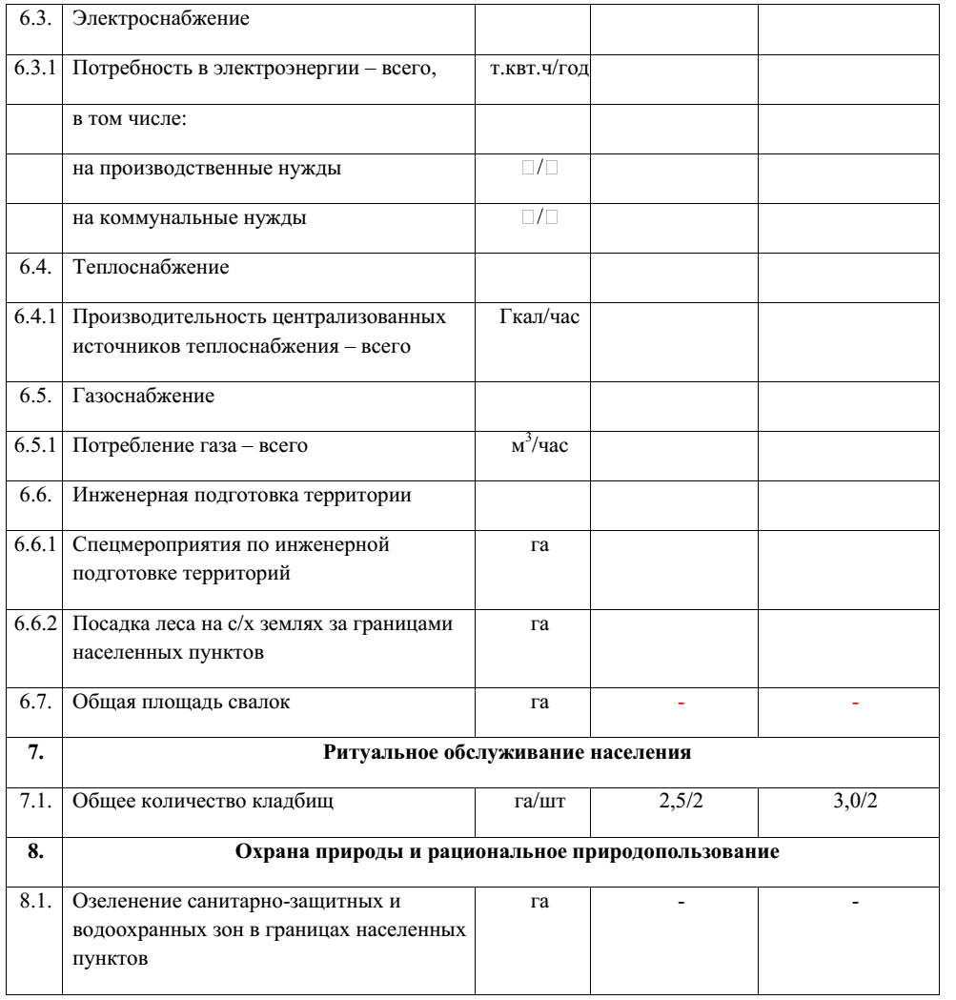 6.3. Электроснабжение
6.3.1 Потребность в электроэнергии – всего, т.квт.ч/год
в том числе:
на производственные нужды □/□
на коммунальные нужды □/□
6.4. Теплоснабжение
6.4.1 Производительность централизованных Гкал/час
источников теплоснабжения – всего
6.5. Газоснабжение
6.5.1 Потребление газа – всего м³/час
6.6. Инженерная подготовка территории
6.6.1 Спецмероприятия по инженерной га
подготовке территорий
6.6.2 Посадка леса на с/х землях за границами га
населенных пунктов
6.7. Общая площадь свалок га - -
7. Ритуальное обслуживание населения
7.1. Общее количество кладбищ га/шт 2,5/2 3,0/2
8. Охрана природы и рациональное природопользование
8.1. Озеленение санитарно-защитных и га - -
водоохранных зон в границах населенных
пунктов